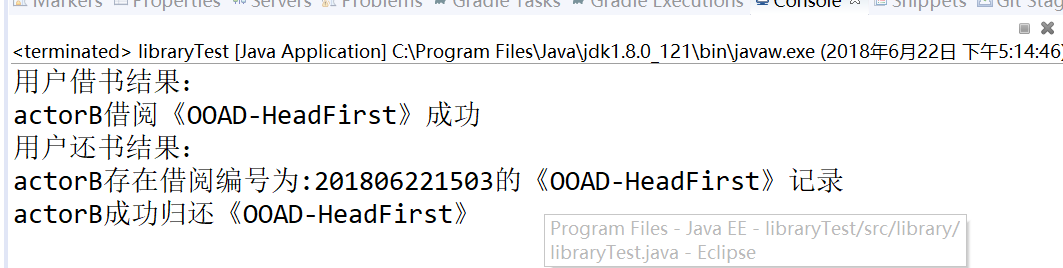 Markers Properties Servers Problems Gradle Tasks Gradle Executions Console Snippets Git Stag
<terminated> libraryTest [Java Application] C:\Program Files\Java\jdk1.8.0_121\bin\javaw.exe (2018年6月22日 下午5:14:46)
用户借书结果：
actorB借阅《OOAD-HeadFirst》成功
用户还书结果：
actorB存在借阅编号为:201806221503的《OOAD-HeadFirst》记录
actorB成功归还《OOAD-HeadFirst》
Program Files - Java EE - libraryTest/src/library/
libraryTest.java - Eclipse